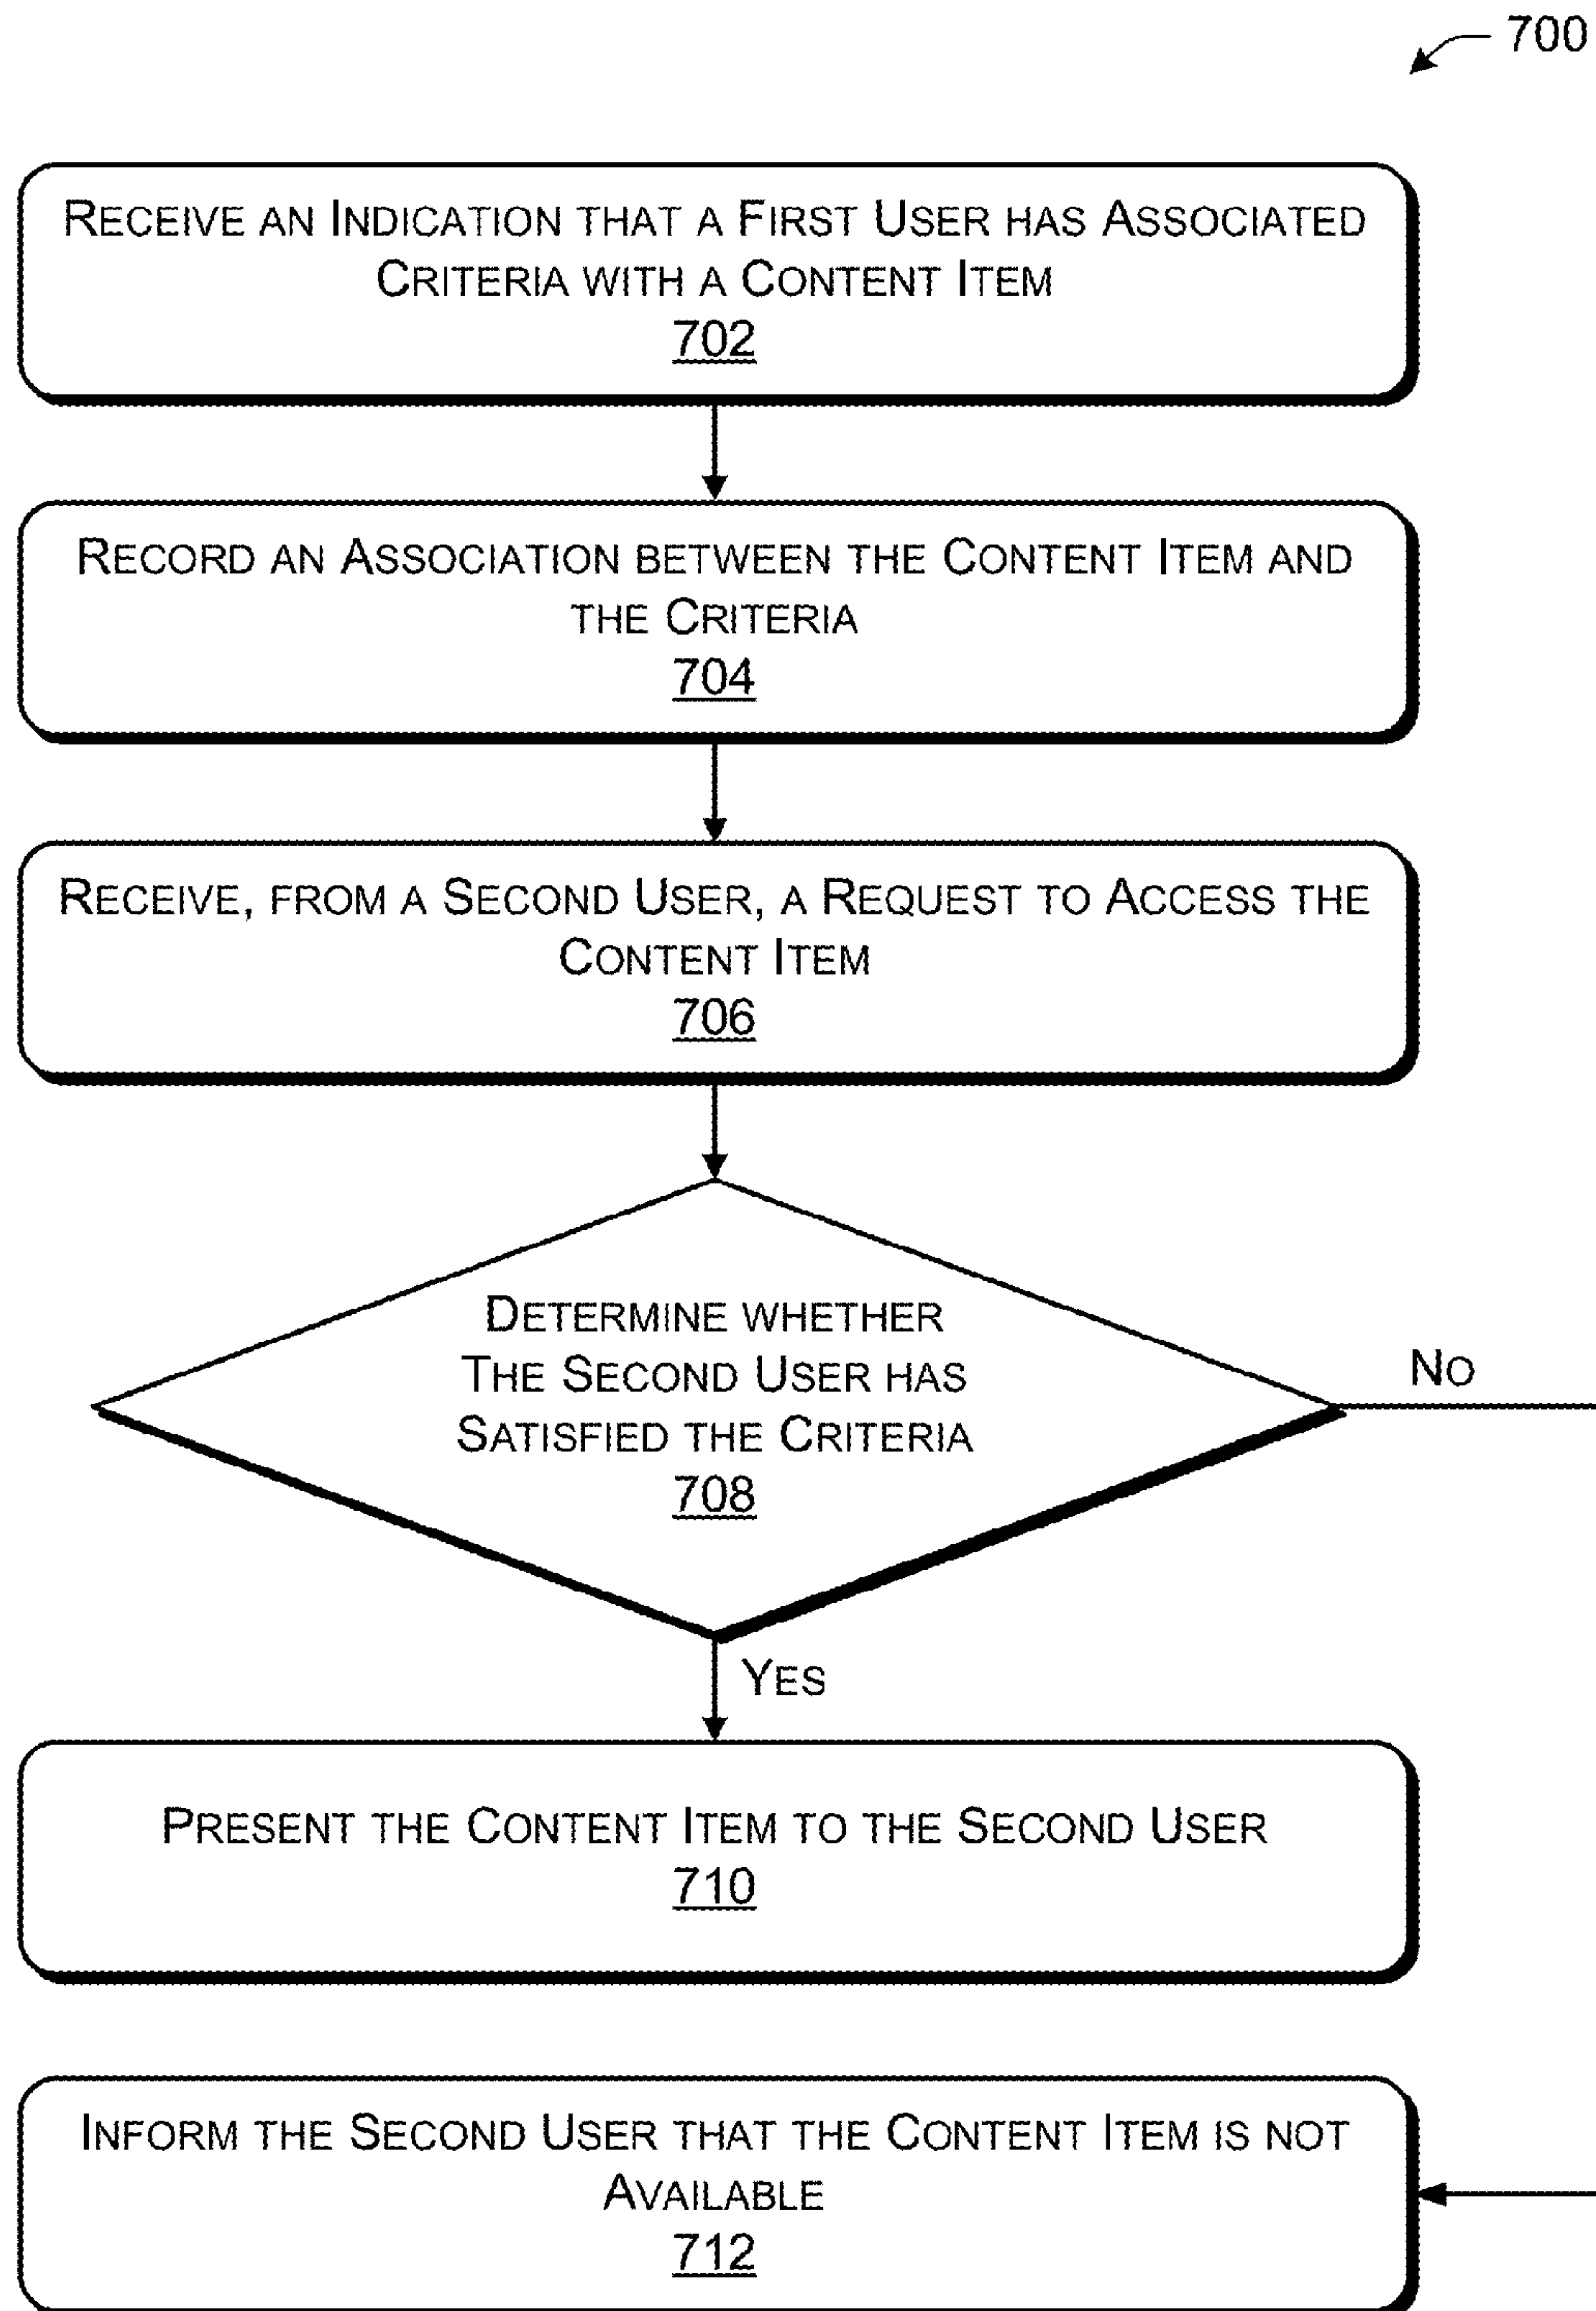 700
RECEIVE AN INDICATION THAT A FIRST USER HAS ASSOCIATED
CRITERIA WITH A CONTENT ITEM
702
RECORD AN ASSOCIATION BETWEEN THE CONTENT ITEM AND
THE CRITERIA
704
RECEIVE, FROM A SECOND USER, A REQUEST TO ACCESS THE
CONTENT ITEM
706
DETERMINE WHETHER
THE SECOND USER HAS
SATISFIED THE CRITERIA
708
NO
YES
PRESENT THE CONTENT ITEM TO THE SECOND USER
710
INFORM THE SECOND USER THAT THE CONTENT ITEM IS NOT
AVAILABLE
712